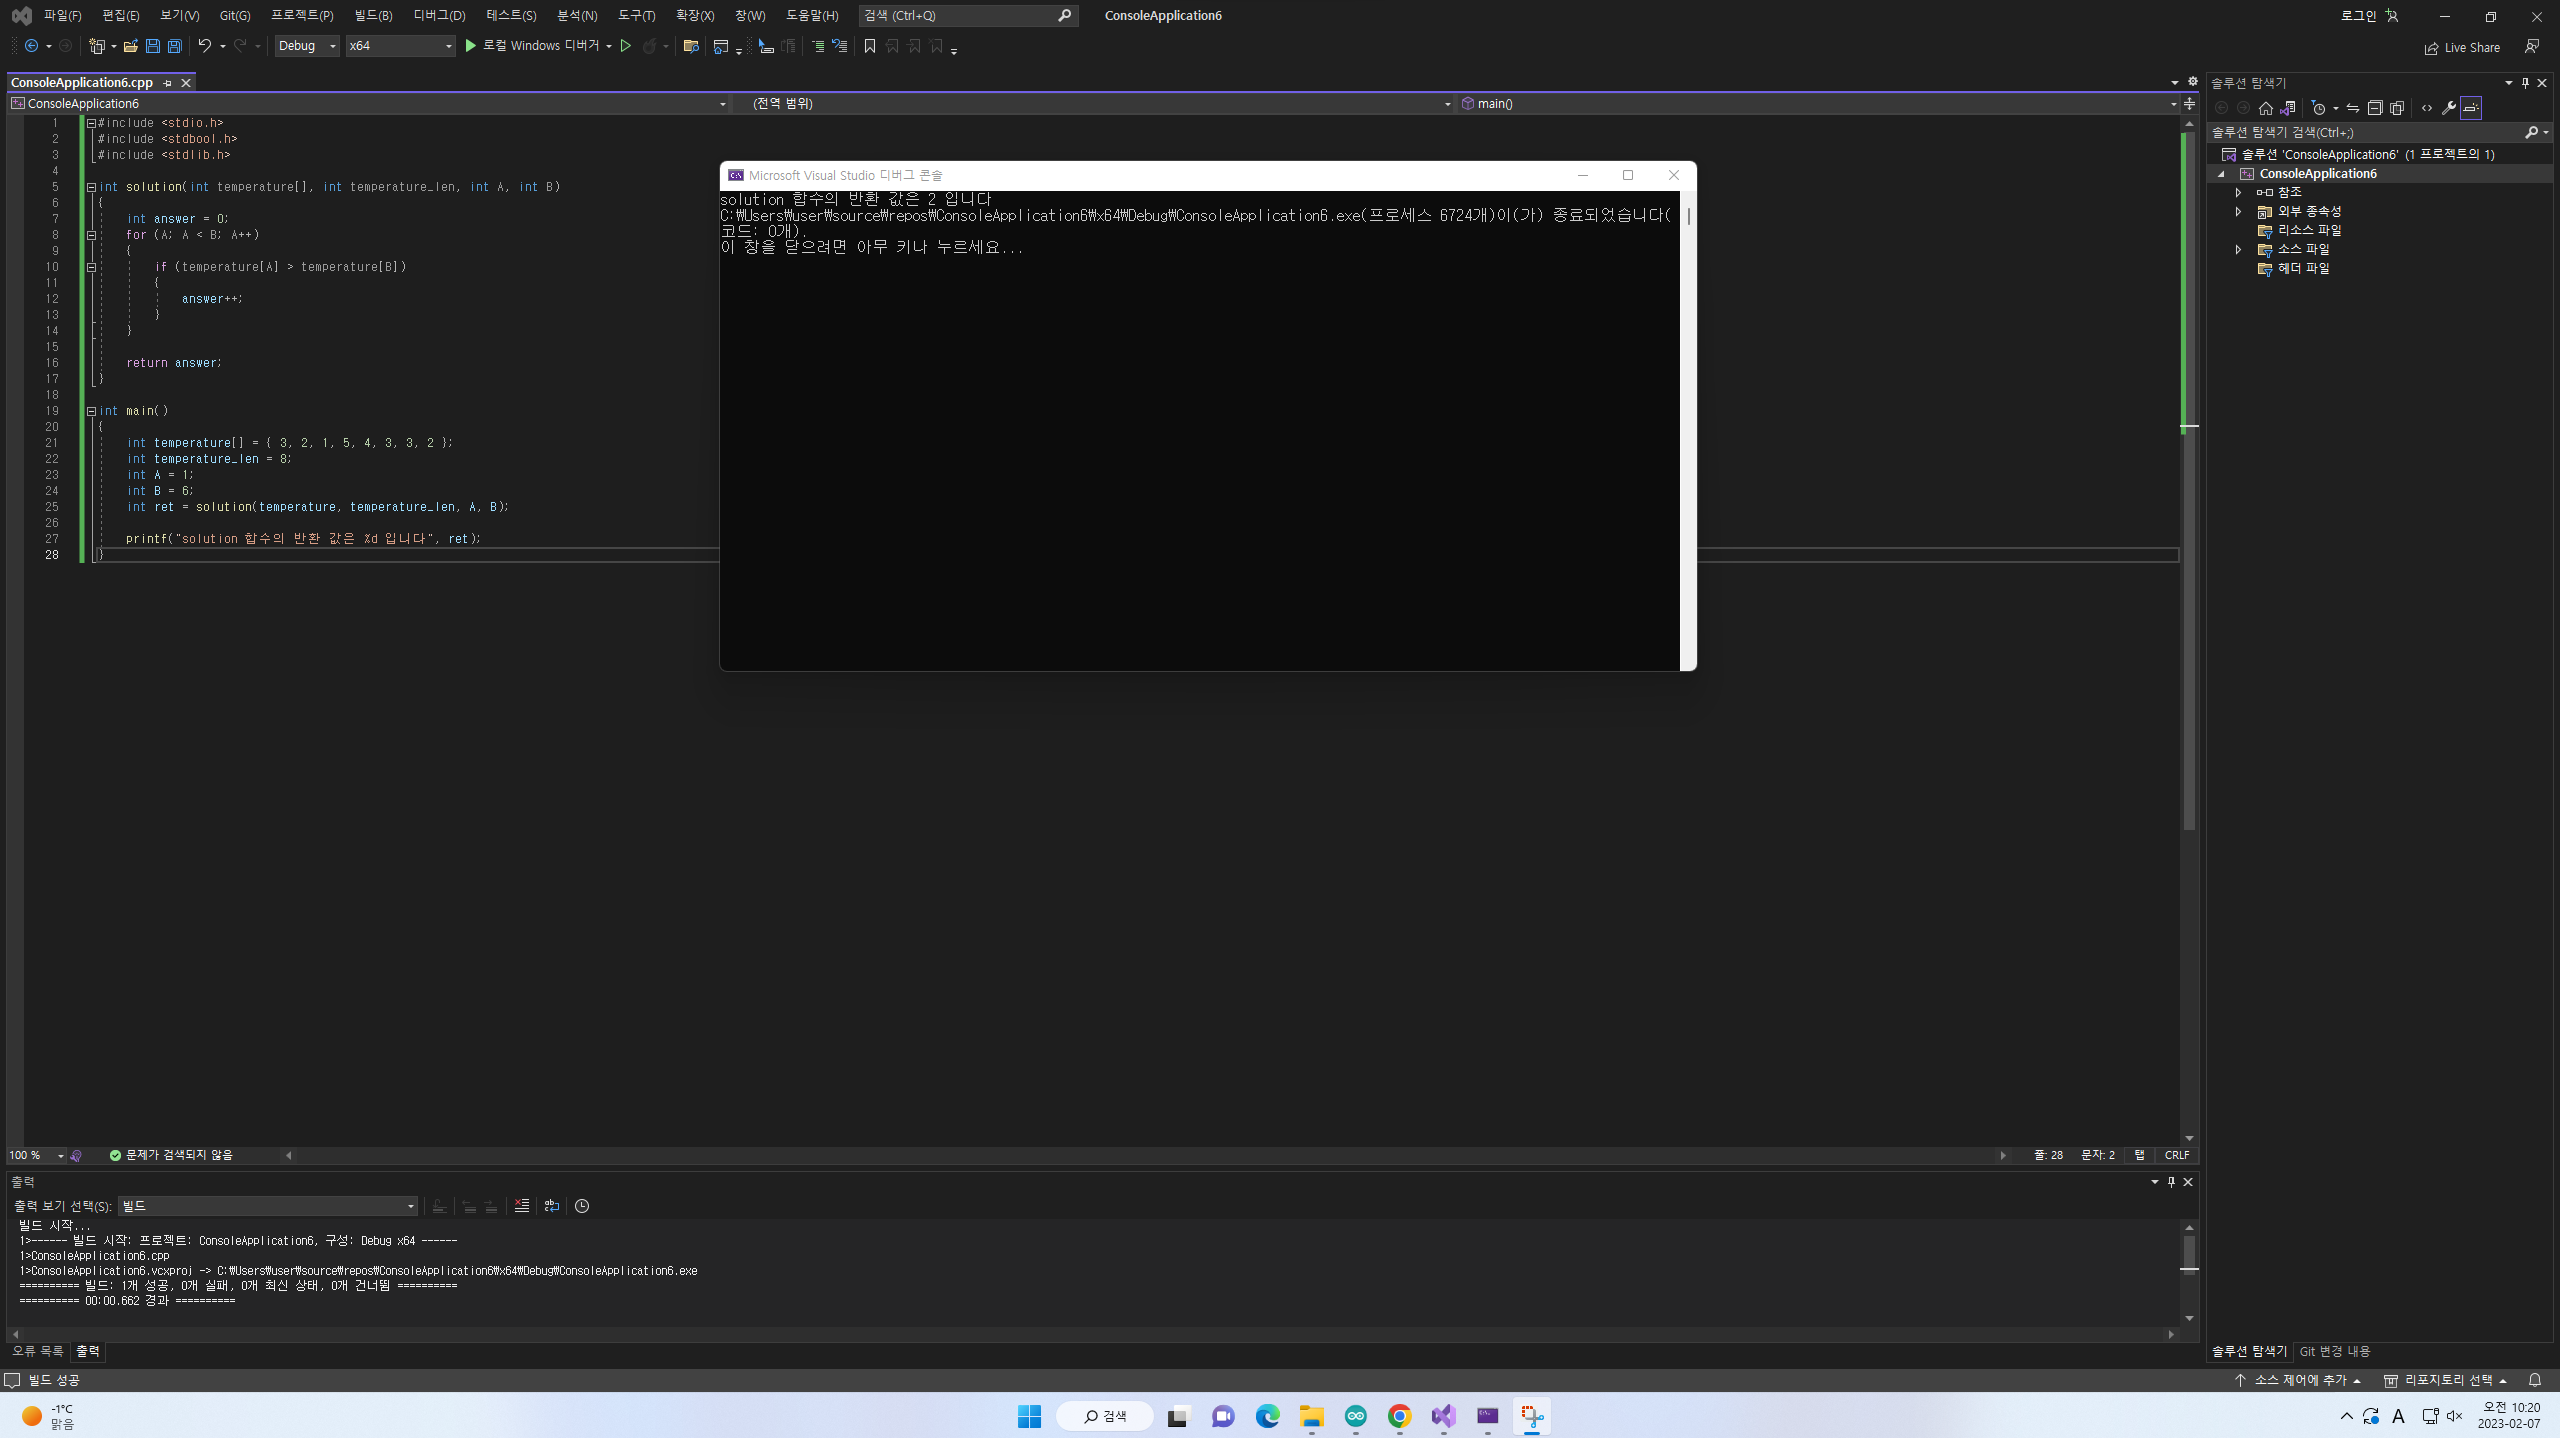 파일(F) 편집(E) 보기(V) Git(G) 프로젝트(P) 빌드(B) 디버그(D) 테스트(S) 분석(N) 도구(T) 확장(X) 창(W) 도움말(H) 검색 (Ctrl+Q) ConsoleApplication6 로그인
Debug x64 로컬 Windows 디버거 Live Share
ConsoleApplication6.cpp
ConsoleApplication6 (전역 범위) main()
1 #include <stdio.h>
2 #include <stdbool.h>
3 #include <stdlib.h>
4
5 int solution(int temperature[], int temperature_len, int A, int B)
6 {
7 int answer = 0;
8 for (A; A < B; A++)
9 {
10 if (temperature[A] > temperature[B])
11 {
12 answer++;
13 }
14 }
15
16 return answer;
17 }
18
19 int main()
20 {
21 int temperature[] = { 3, 2, 1, 5, 4, 3, 3, 2 };
22 int temperature_len = 8;
23 int A = 1;
24 int B = 6;
25 int ret = solution(temperature, temperature_len, A, B);
26
27 printf("solution 함수의 반환 값은 %d 입니다", ret);
28 }
Microsoft Visual Studio 디버그 콘솔
solution 함수의 반환 값은 2 입니다
C:₩Users₩user₩source₩repos₩ConsoleApplication6₩x64₩Debug₩ConsoleApplication6.exe(프로세스 6724개)이(가) 종료되었습니다(
코드: 0개).
이 창을 닫으려면 아무 키나 누르세요...
솔루션 탐색기
솔루션 탐색기 검색(Ctrl+;)
솔루션 'ConsoleApplication6' (1 프로젝트의 1)
ConsoleApplication6
참조
외부 종속성
리소스 파일
소스 파일
헤더 파일
100 % 문제가 검색되지 않음 줄: 28 문자: 2 탭 CRLF
출력
출력 보기 선택(S): 빌드
빌드 시작...
1>------ 빌드 시작: 프로젝트: ConsoleApplication6, 구성: Debug x64 ------
1>ConsoleApplication6.cpp
1>ConsoleApplication6.vcxproj -> C:₩Users₩user₩source₩repos₩ConsoleApplication6₩x64₩Debug₩ConsoleApplication6.exe
========== 빌드: 1개 성공, 0개 실패, 0개 최신 상태, 0개 건너뜀 ==========
========== 00:00.662 경과 ==========
오류 목록 출력
솔루션 탐색기 Git 변경 내용
빌드 성공 소스 제어에 추가 리포지토리 선택
-1°C
맑음
검색
A
오전 10:20
2023-02-07